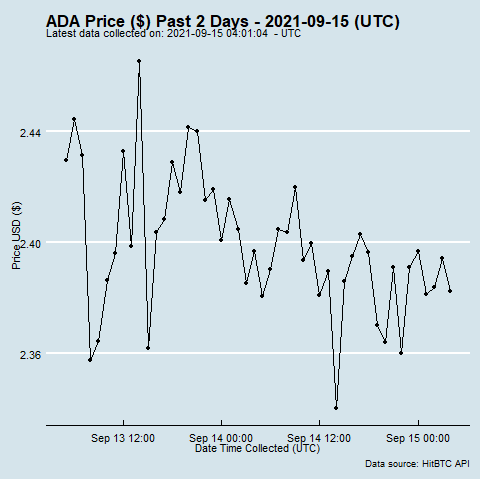 ADA Price ($) Past 2 Days - 2021-09-15 (UTC)
Latest data collected on: 2021-09-15 04:01:04 - UTC
2.44
2.40
2.36
Price USD ($)
Sep 13 12:00
Sep 14 00:00
Sep 14 12:00
Sep 15 00:00
Date Time Collected (UTC)
Data source: HitBTC API